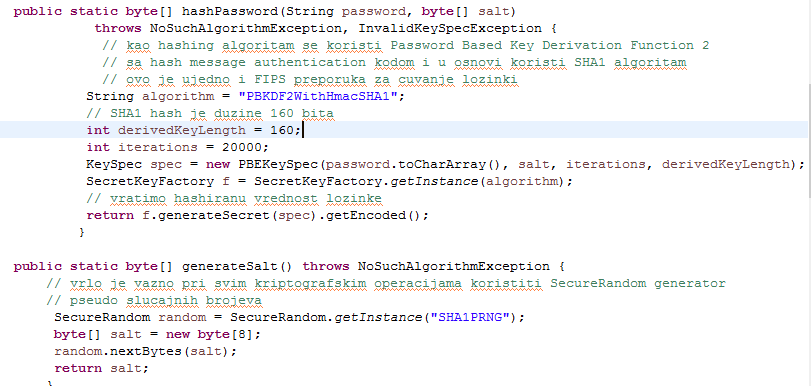 public static byte[] hashPassword(String password, byte[] salt)
throws NoSuchAlgorithmException, InvalidKeySpecException {
// kao hashing algoritam se koristi Password Based Key Derivation Function 2
// sa hash message authentication kodom i u osnovi koristi SHA1 algoritam
// ovo je ujedno i FIPS preporuka za cuvanje lozinki
String algorithm = "PBKDF2WithHmacSHA1";
// SHA1 hash je duzine 160 bita
int derivedKeyLength = 160;
int iterations = 20000;
KeySpec spec = new PBEKeySpec(password.toCharArray(), salt, iterations, derivedKeyLength);
SecretKeyFactory f = SecretKeyFactory.getInstance(algorithm);
// vratimo hashiranu vrednost lozinke
return f.generateSecret(spec).getEncoded();
}
public static byte[] generateSalt() throws NoSuchAlgorithmException {
// vrlo je vazno pri svim kriptografskim operacijama koristiti SecureRandom generator
// pseudo slucajnih brojeva
SecureRandom random = SecureRandom.getInstance("SHA1PRNG");
byte[] salt = new byte[8];
random.nextBytes(salt);
return salt;
}